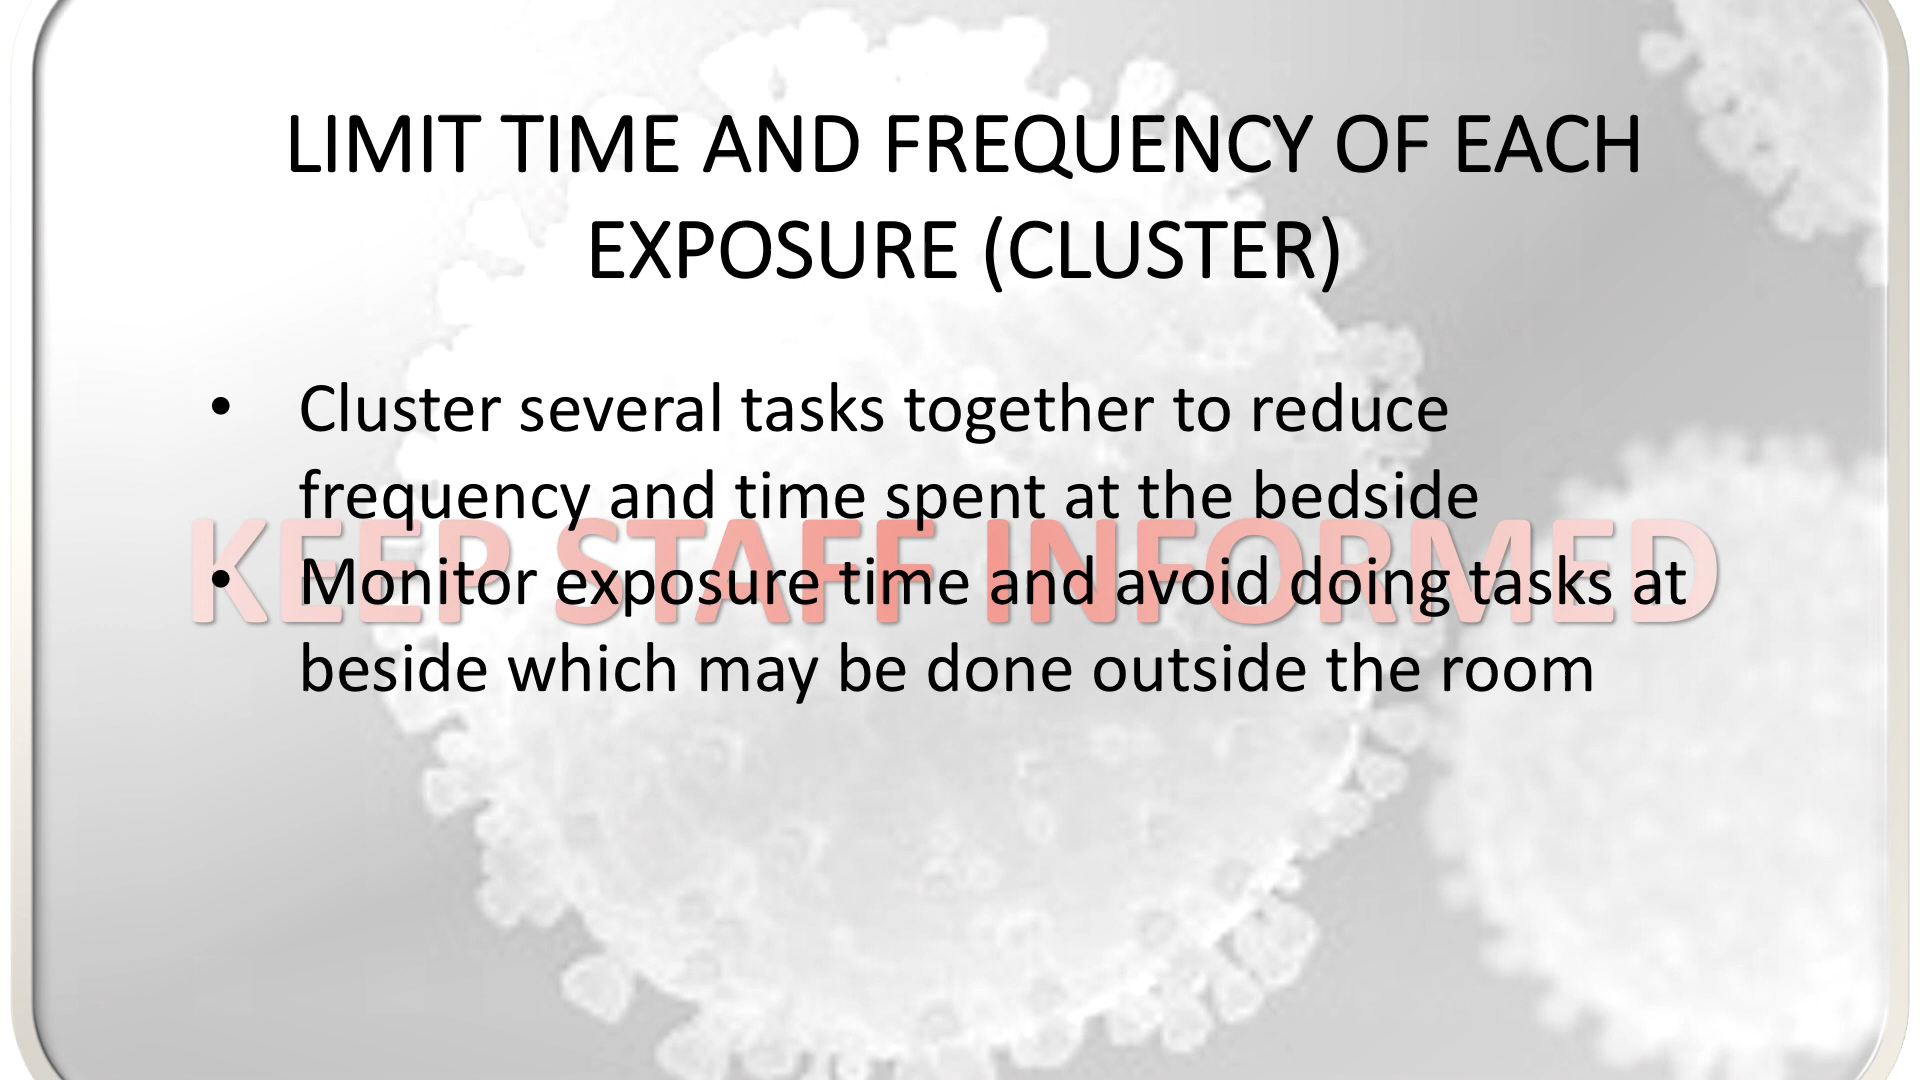 LIMIT TIME AND FREQUENCY OF EACH
EXPOSURE (CLUSTER)
• Cluster several tasks together to reduce
frequency and time spent at the bedside
KEEP STAFF INFORMED
• Monitor exposure time and avoid doing tasks at
beside which may be done outside the room